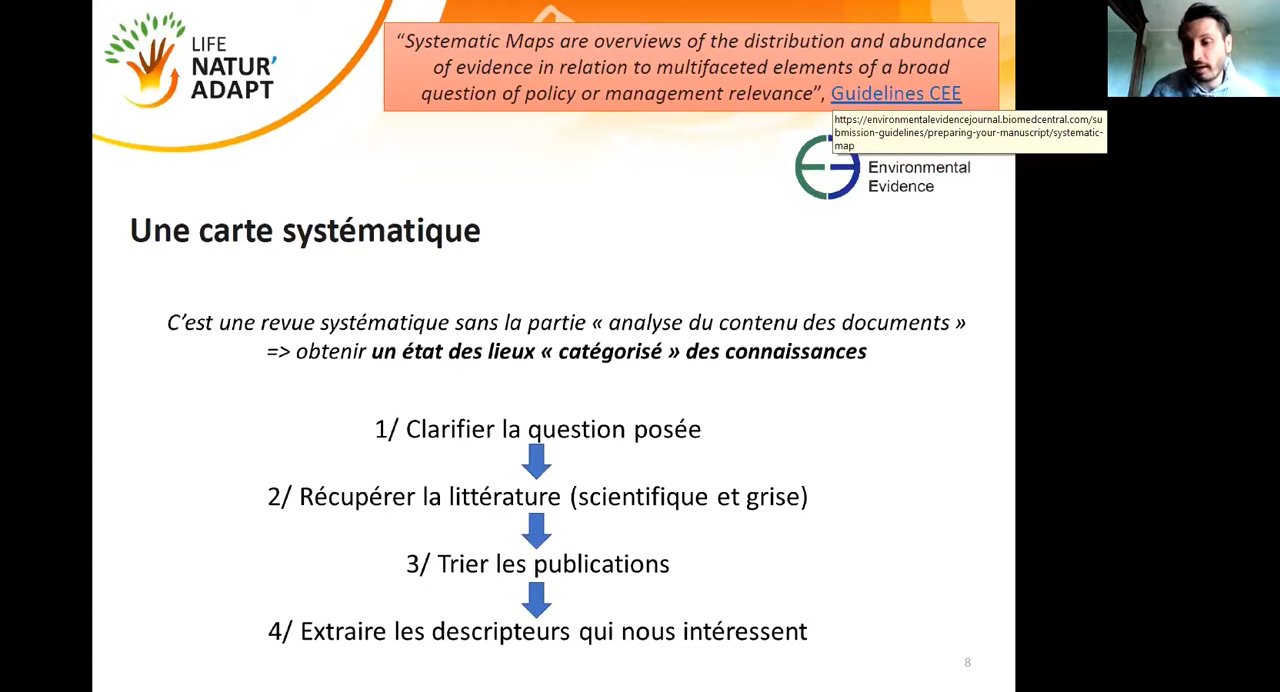 LIFE
NATUR'
ADAPT
“Systematic Maps are overviews of the distribution and abundance
of evidence in relation to multifaceted elements of a broad
question of policy or management relevance”, Guidelines CEE
https://environmentalevidencejournal.biomedcentral.com/su
bmission-guidelines/preparing-your-manuscript/systematic-
map
Environmental
Evidence
Une carte systématique
C’est une revue systématique sans la partie « analyse du contenu des documents »
=> obtenir un état des lieux « catégorisé » des connaissances
1/ Clarifier la question posée
2/ Récupérer la littérature (scientifique et grise)
3/ Trier les publications
4/ Extraire les descripteurs qui nous intéressent
8